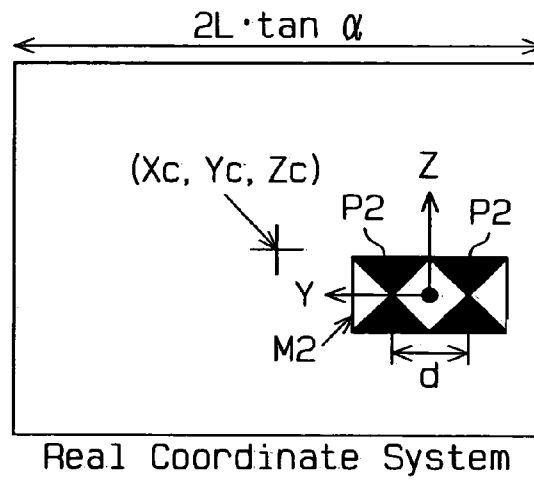 2L·tan α
(Xc, Yc, Zc)
Z
P2 P2
Y
M2
d
Real Coordinate System